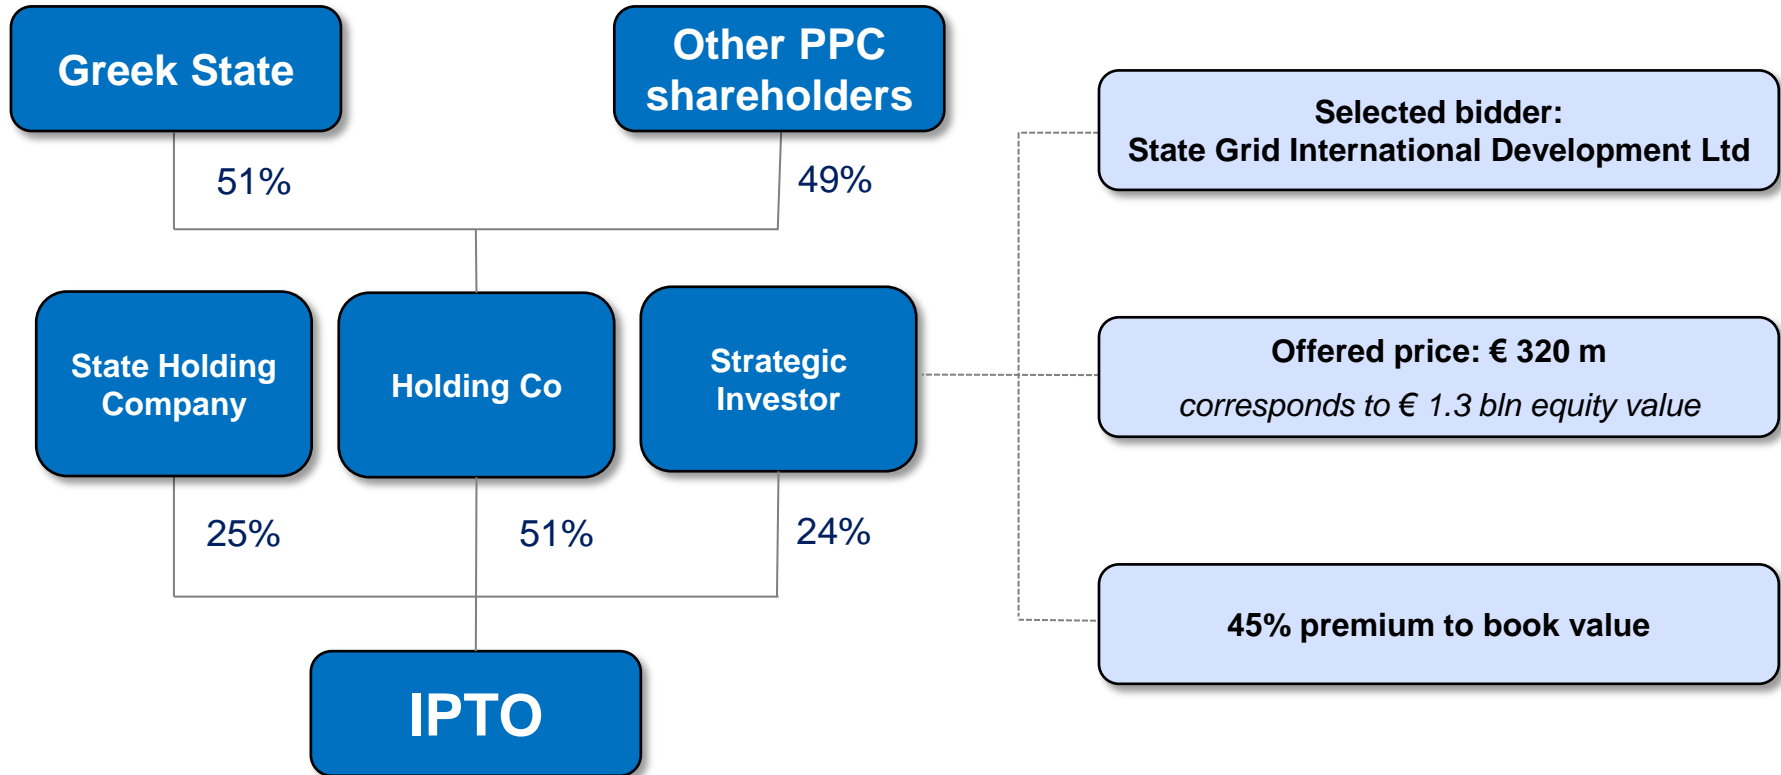 Greek State
Other PPC
shareholders
51%
49%
State Holding
Company
Holding Co
Strategic
Investor
25%
51%
24%
IPTO
Selected bidder:
State Grid International Development Ltd
Offered price: € 320 m
corresponds to € 1.3 bln equity value
45% premium to book value